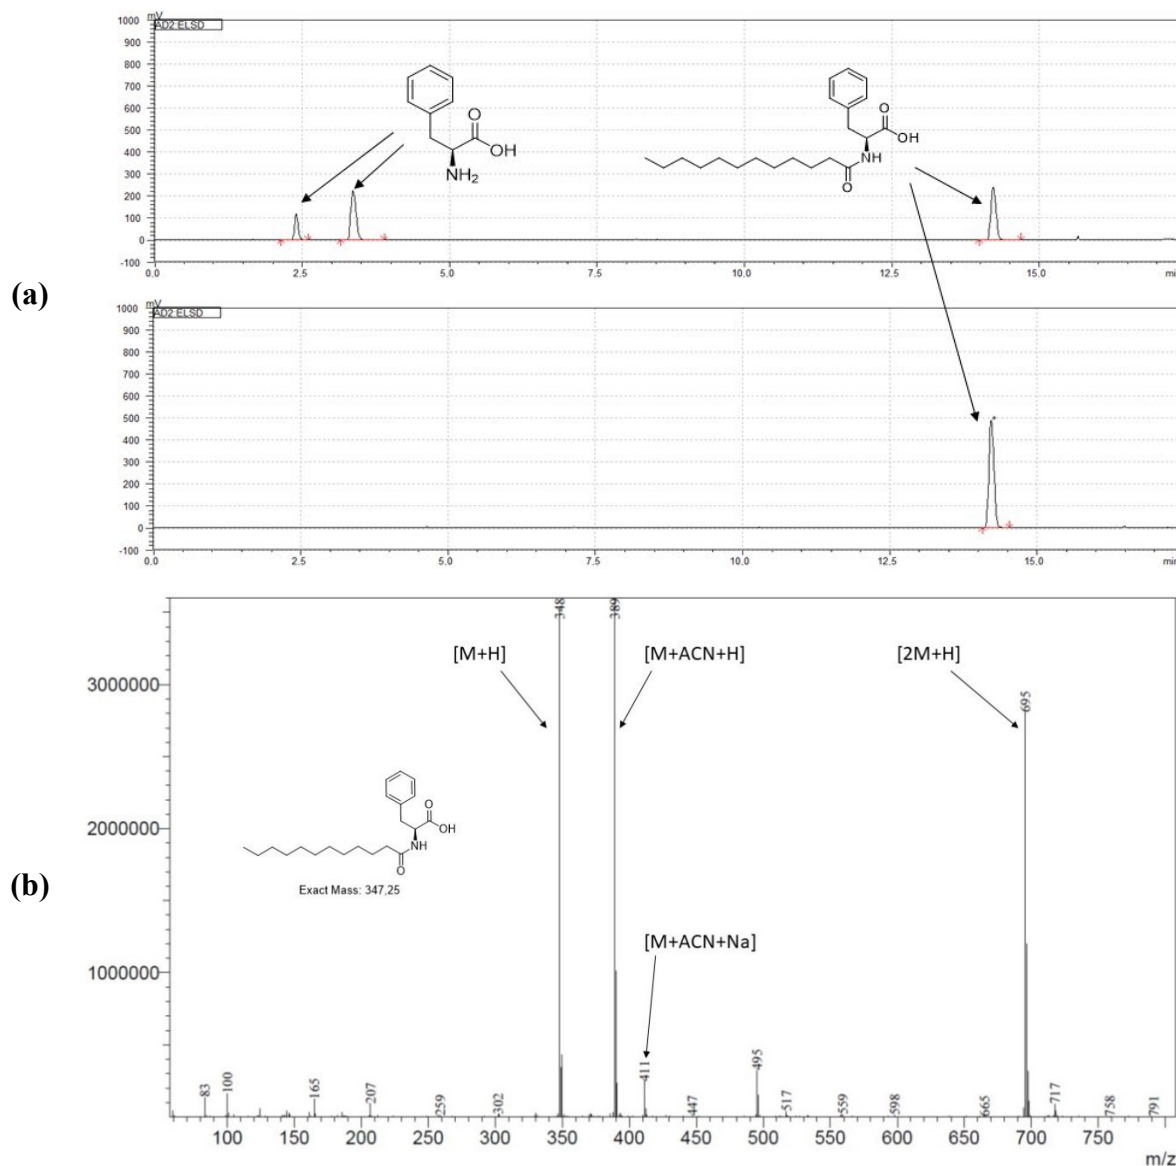 mV
AD2:ELSD
1000
900
800
700
600
500
400
300
200
100
0
-100
0.0 2.5 5.0 7.5 10.0 12.5 15.0 min
O
OH
NH2
O
OH
NH
O
(a)
mV
AD2:ELSD
1000
900
800
700
600
500
400
300
200
100
0
-100
0.0 2.5 5.0 7.5 10.0 12.5 15.0
(b)
348 389
[M+H] [M+ACN+H] [2M+H]
3000000
695
O
OH
NH
O
2000000
Exact Mass: 347,25
[M+ACN+Na]
1000000
83 100 165 207 259 302 411 447 495 517 559 598 665 717 758 791
100 150 200 250 300 350 400 450 500 550 600 650 700 750
m/z